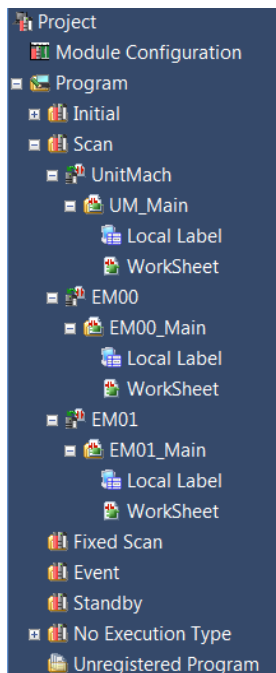 Project
Module Configuration
Program
Initial
Scan
UnitMach
UM_Main
Local Label
WorkSheet
EM00
EM00_Main
Local Label
WorkSheet
EM01
EM01_Main
Local Label
WorkSheet
Fixed Scan
Event
Standby
No Execution Type
Unregistered Program